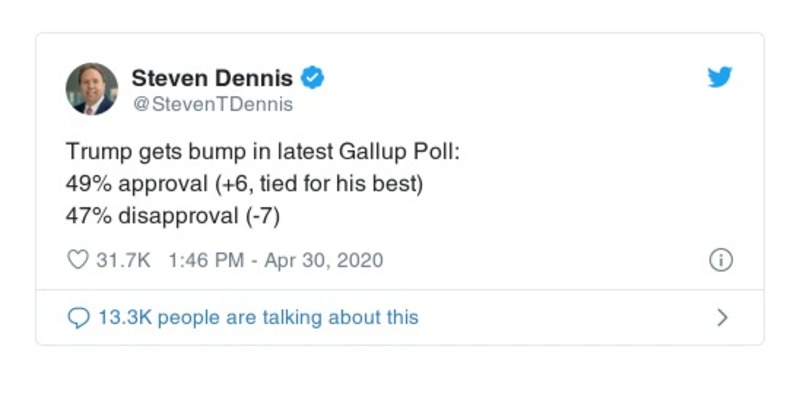 Steven Dennis
@StevenTDennis
Trump gets bump in latest Gallup Poll:
49% approval (+6, tied for his best)
47% disapproval (-7)
31.7K 1:46 PM - Apr 30, 2020
13.3K people are talking about this